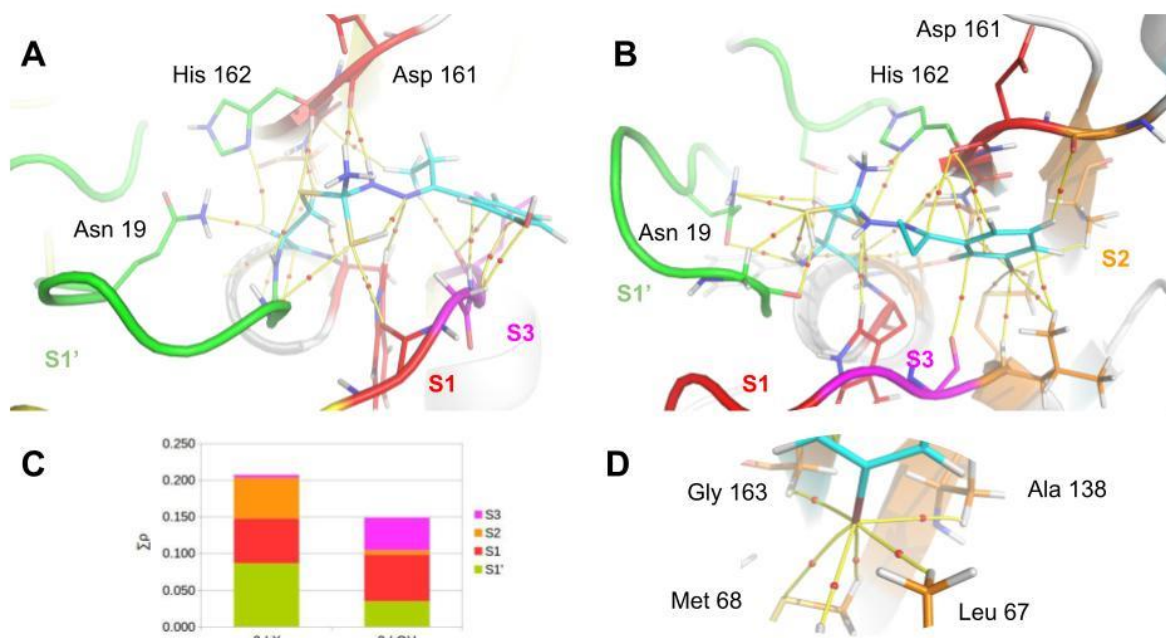 A
His 162
Asp 161
Asn 19
S1’
S1
S3
B
Asp 161
His 162
Asn 19
S1’
S2
S3
S1
C
0.250
0.200
0.150
0.100
0.050
0.000
Σρ
S3
S2
S1
S1'
D
Gly 163
Ala 138
Met 68
Leu 67